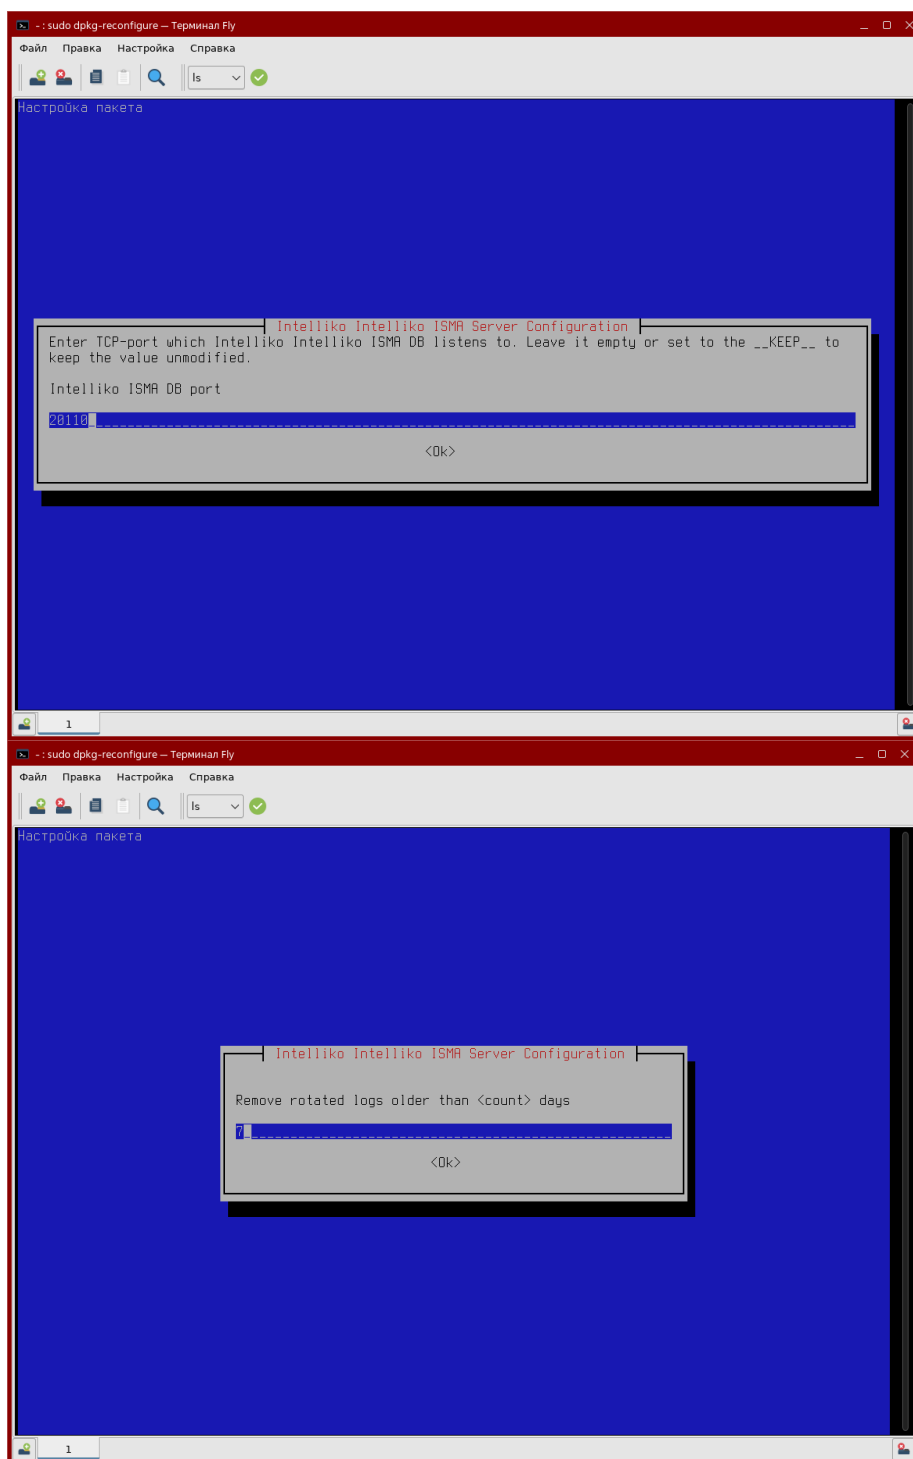 - : sudo dpkg-reconfigure — Терминал Fly
Файл Правка Настройка Справка
ls
Настройка пакета
Intelliko Intelliko ISMA Server Configuration
Enter TCP-port which Intelliko Intelliko ISMA DB listens to. Leave it empty or set to the __KEEP__ to
keep the value unmodified.
Intelliko ISMA DB port
20110
<Ok>
1
- : sudo dpkg-reconfigure — Терминал Fly
Файл Правка Настройка Справка
ls
Настройка пакета
Intelliko Intelliko ISMA Server Configuration
Remove rotated logs older than <count> days
7
<Ok>
1